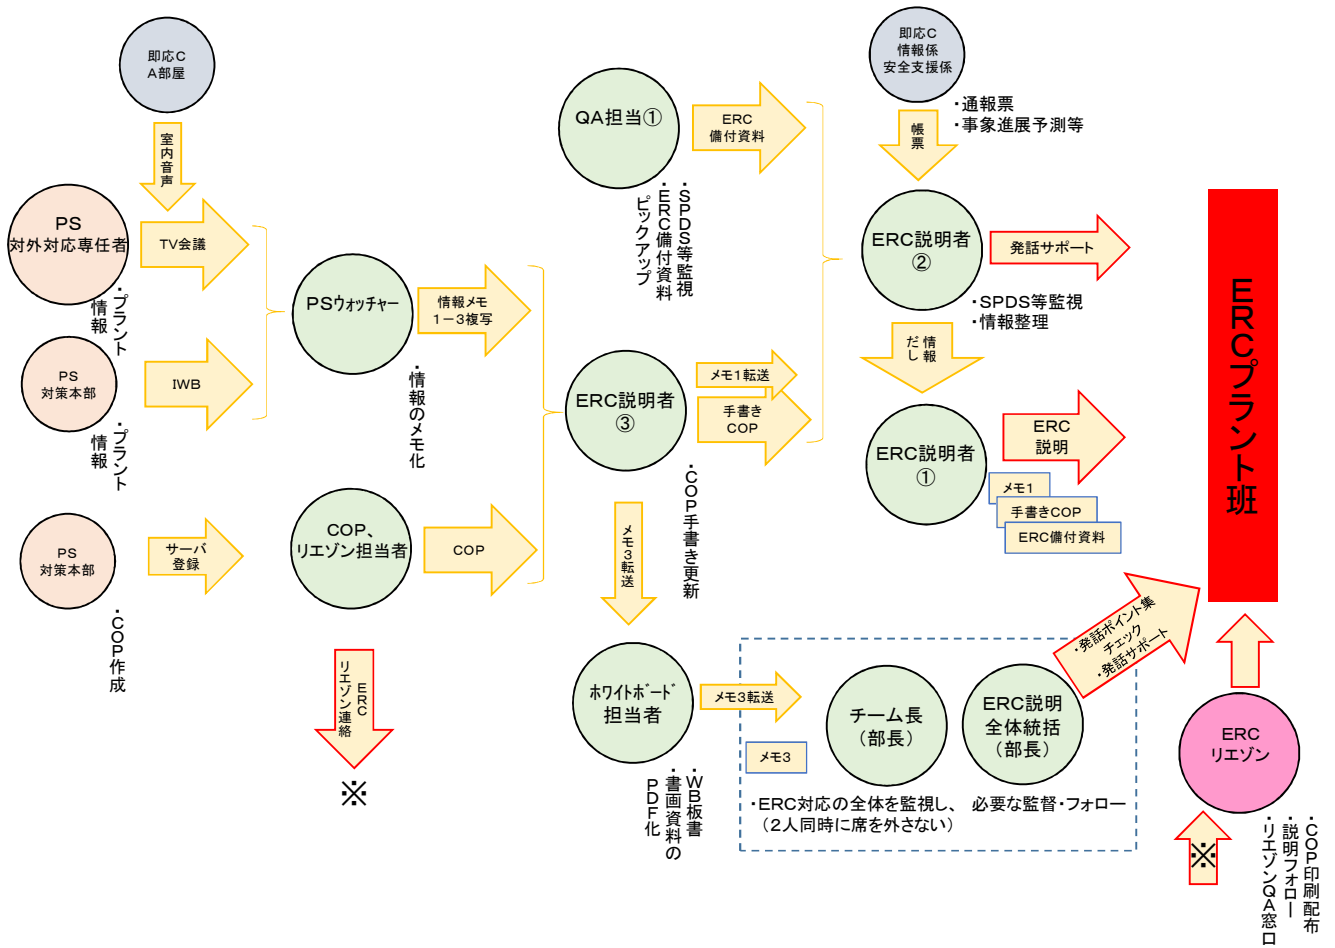 即応C
A部屋
室内音声
PS
対外対応専任者
・プラント
情報
TV会議
PS
対策本部
・プラント
情報
IWB
PS
対策本部
・COP作成
サーバ
登録
PSウォッチャー
・情報のメモ化
情報メモ
1－3複写
COP、
リエゾン担当者
COP
ERC
リエゾン連絡
※
QA担当①
・SPDS等監視
・ERC備付資料
ピックアップ
ERC
備付資料
ERC説明者
③
・COP手書き更新
メモ1転送
手書き
COP
メモ3転送
ホワイトボード
担当者
・WB板書
・書画資料の
PDF化
メモ3転送
メモ3
チーム長
（部長）
ERC説明
全体統括
（部長）
・ERC対応の全体を監視し、 必要な監督・フォロー
（2人同時に席を外さない）
・発話ポイント集
チェック
・発話サポート
即応C
情報係
安全支援係
・通報票
・事象進展予測等
帳票
ERC説明者
②
発話サポート
・SPDS等監視
・情報整理
情報
だし
ERC説明者
①
ERC
説明
メモ1
手書きCOP
ERC備付資料
ERCプラント班
ERC
リエゾン
・COP印刷配布
・説明フォロー
・リエゾンQA窓口
※